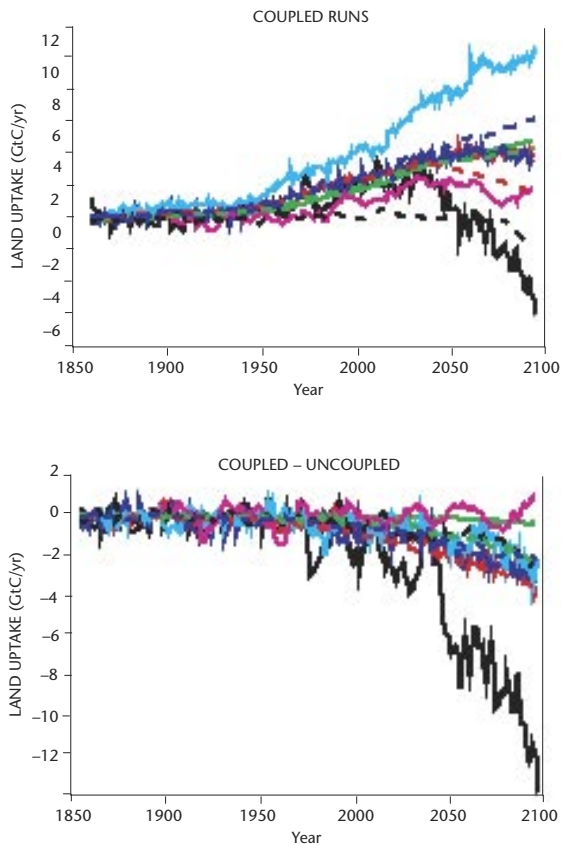 COUPLED RUNS
12
10
8
6
4
2
0
–2
–4
–6
LAND UPTAKE (GtC/yr)
1850 1900 1950 2000 2050 2100
Year
COUPLED – UNCOUPLED
2
0
–2
–4
–6
–8
–10
–12
LAND UPTAKE (GtC/yr)
1850 1900 1950 2000 2050 2100
Year